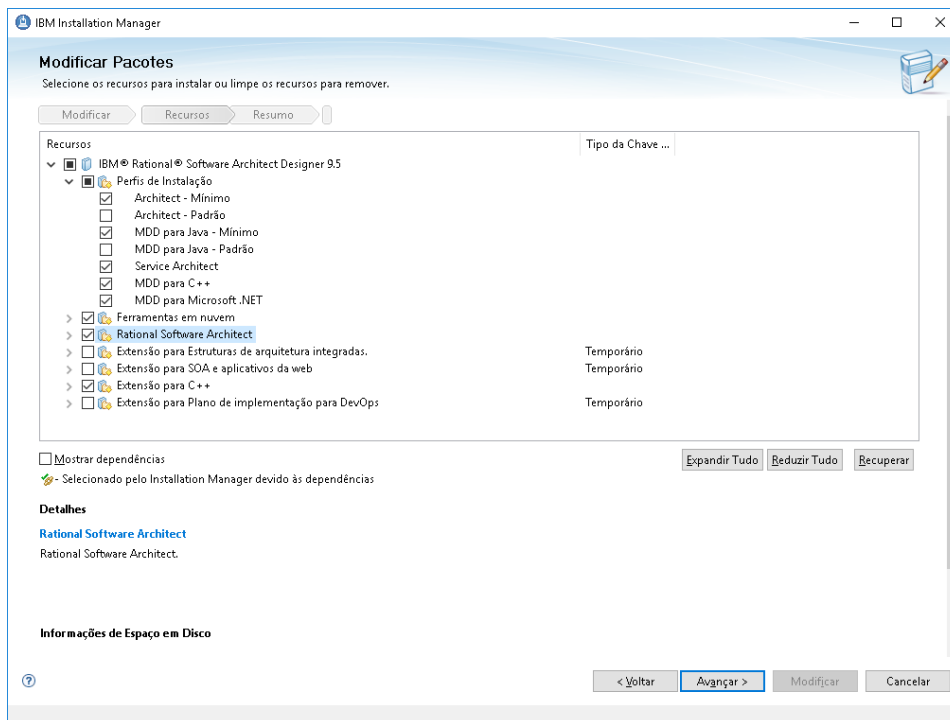 IBM Installation Manager
Modificar Pacotes
Selecione os recursos para instalar ou limpe os recursos para remover.
Modificar Recursos Resumo
Recursos Tipo da Chave ...
IBM® Rational® Software Architect Designer 9.5
Perfis de Instalação
Architect - Mínimo
Architect - Padrão
MDD para Java - Mínimo
MDD para Java - Padrão
Service Architect
MDD para C++
MDD para Microsoft .NET
Ferramentas em nuvem
Rational Software Architect
Extensão para Estruturas de arquitetura integradas. Temporário
Extensão para SOA e aplicativos da web Temporário
Extensão para C++
Extensão para Plano de implementação para DevOps Temporário
Mostrar dependências Expandir Tudo Reduzir Tudo Recuperar
- Selecionado pelo Installation Manager devido às dependências
Detalhes
Rational Software Architect
Rational Software Architect.
Informações de Espaço em Disco
? < Voltar Avançar > Modificar Cancelar